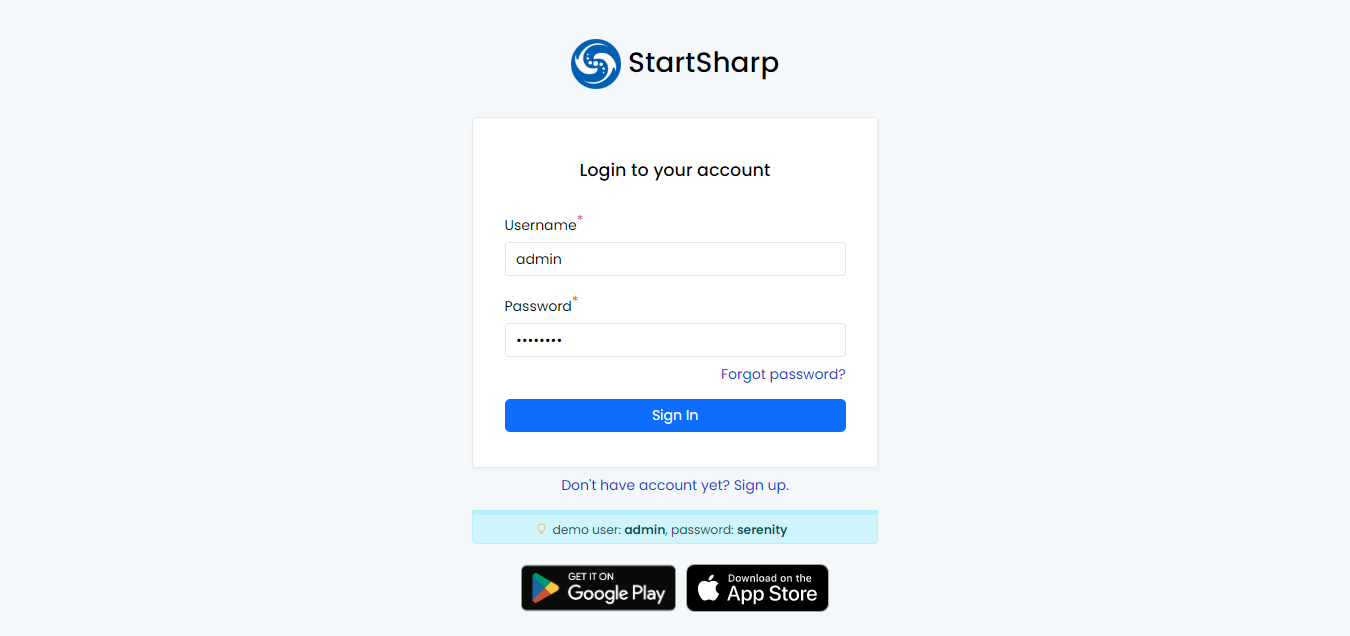 StartSharp
Login to your account
Username*
admin
Password*
••••••••
Forgot password?
Sign In
Don't have account yet? Sign up.
demo user: admin, password: serenity
GET IT ON
Google Play
Download on the
App Store